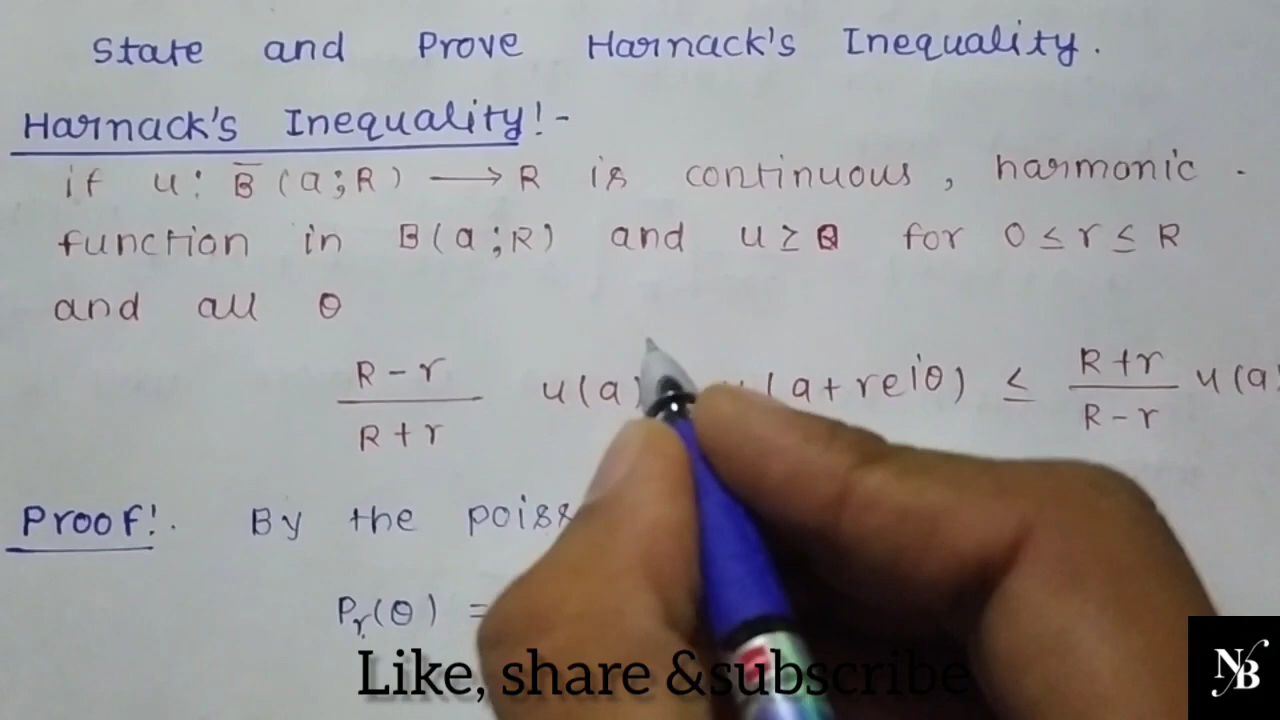 State and Prove Harnack's Inequality.
Harnack's Inequality!-
if u: B̅ (a;R) → R is continuous, harmonic
function in B(a;R) and u ≥ 0 for 0 ≤ r ≤ R
and all θ
R-r / R+r u(a) u(a+reiθ) ≤ R+r / R-r u(a
Proof!. By the
Pr(θ) =
Like, share &subscribe
NB